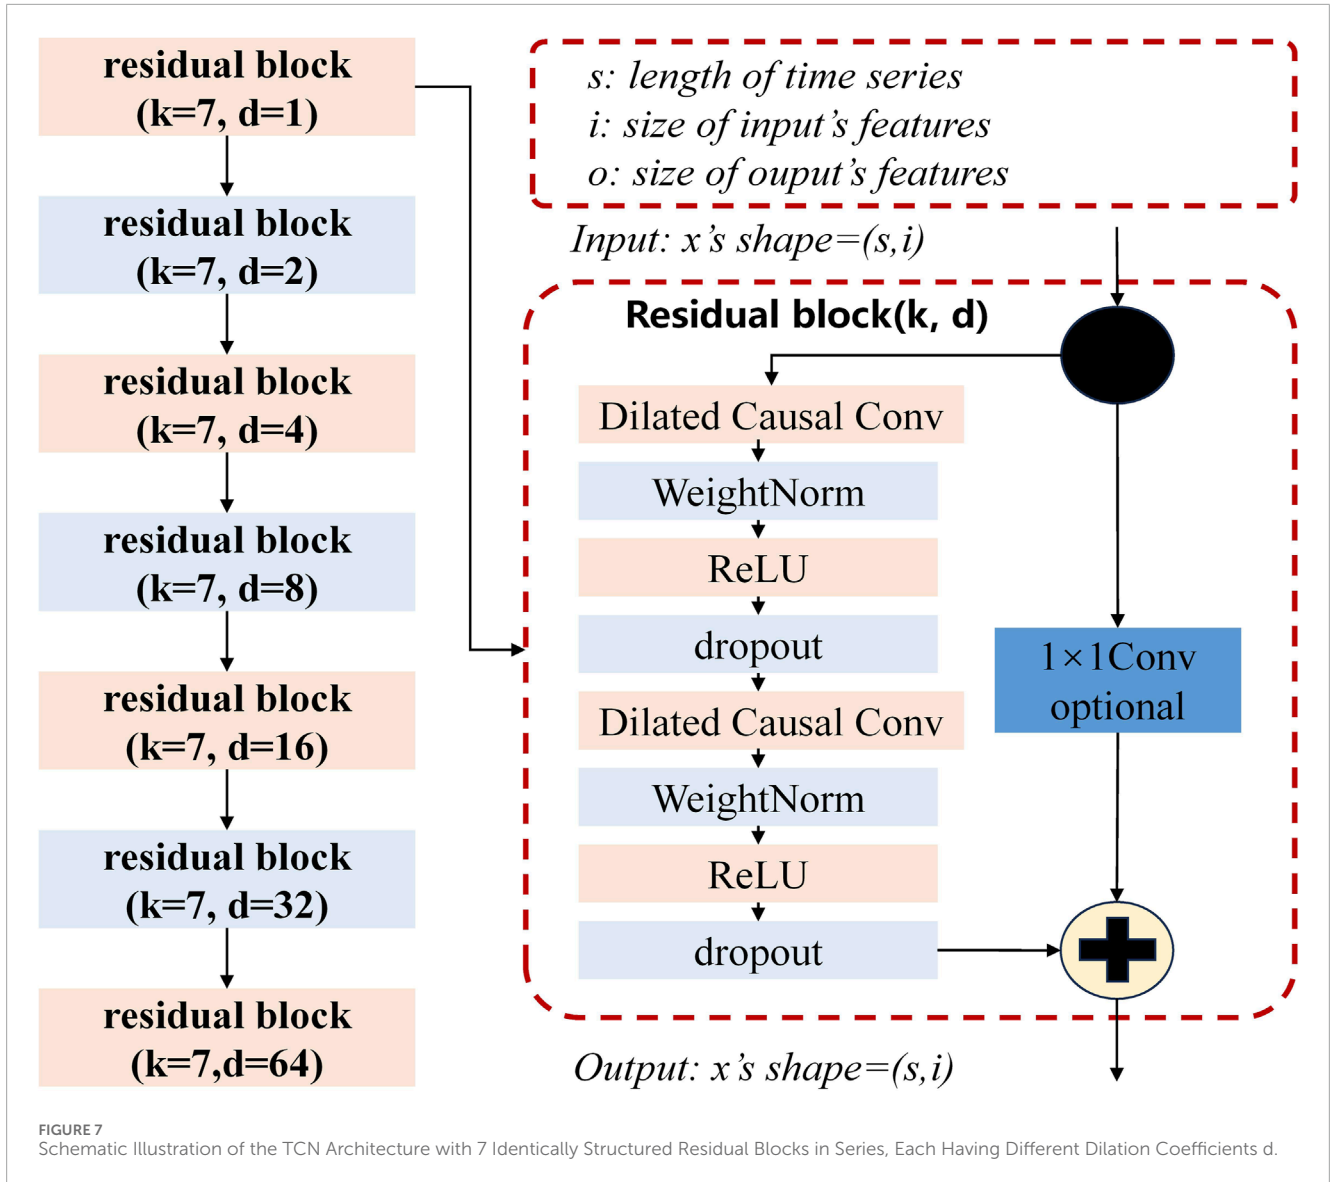 residual block
(k=7, d=1)
residual block
(k=7, d=2)
residual block
(k=7, d=4)
residual block
(k=7, d=8)
residual block
(k=7, d=16)
residual block
(k=7, d=32)
residual block
(k=7,d=64)
s: length of time series
i: size of input's features
o: size of ouput's features
Input: x's shape=(s,i)
Residual block(k, d)
Dilated Causal Conv
WeightNorm
ReLU
dropout
Dilated Causal Conv
WeightNorm
ReLU
dropout
1×1Conv
optional
Output: x's shape=(s,i)
FIGURE 7
Schematic Illustration of the TCN Architecture with 7 Identically Structured Residual Blocks in Series, Each Having Different Dilation Coefficients d.